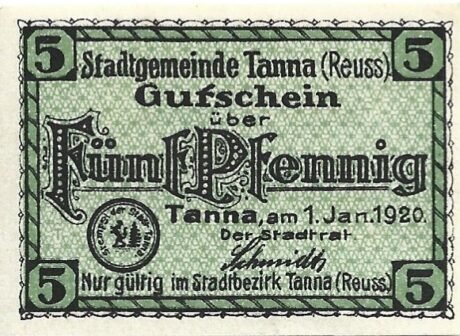 5 5
Stadtgemeinde Tanna (Reuss)
Gutschein
über
Fünf Pfennig
Tanna, am 1. Jan. 1920.
Der Stadtrat
Schmidt
5 5
Nur gültig im Stadtbezirk Tanna (Reuss)